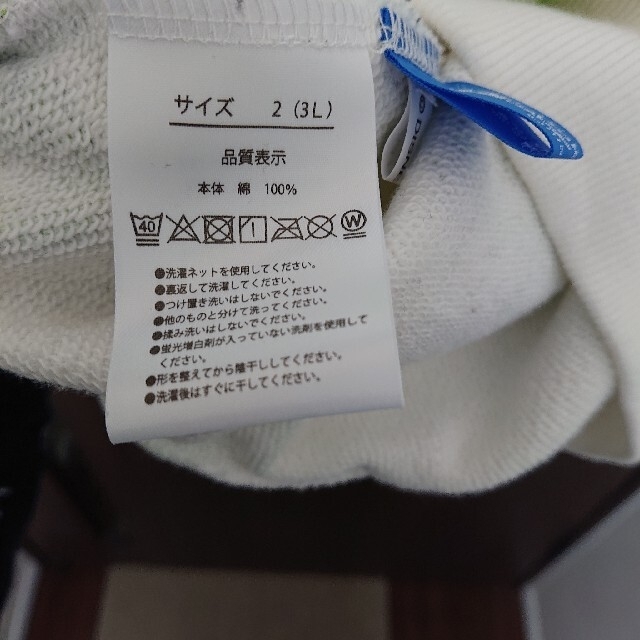 サイズ 2 (3L)
品質表示
本体 綿 100%
40
W
●洗濯ネットを使用してください。
●裏返して洗濯してください。
●つけ置き洗いはしないでください。
●他のものと分けて洗ってください。
●揉み洗いはしないでください。
●蛍光増白剤が入っていない洗剤を使用して
ください。
●形を整えてから陰干ししてください。
●洗濯後はすぐに干してください。